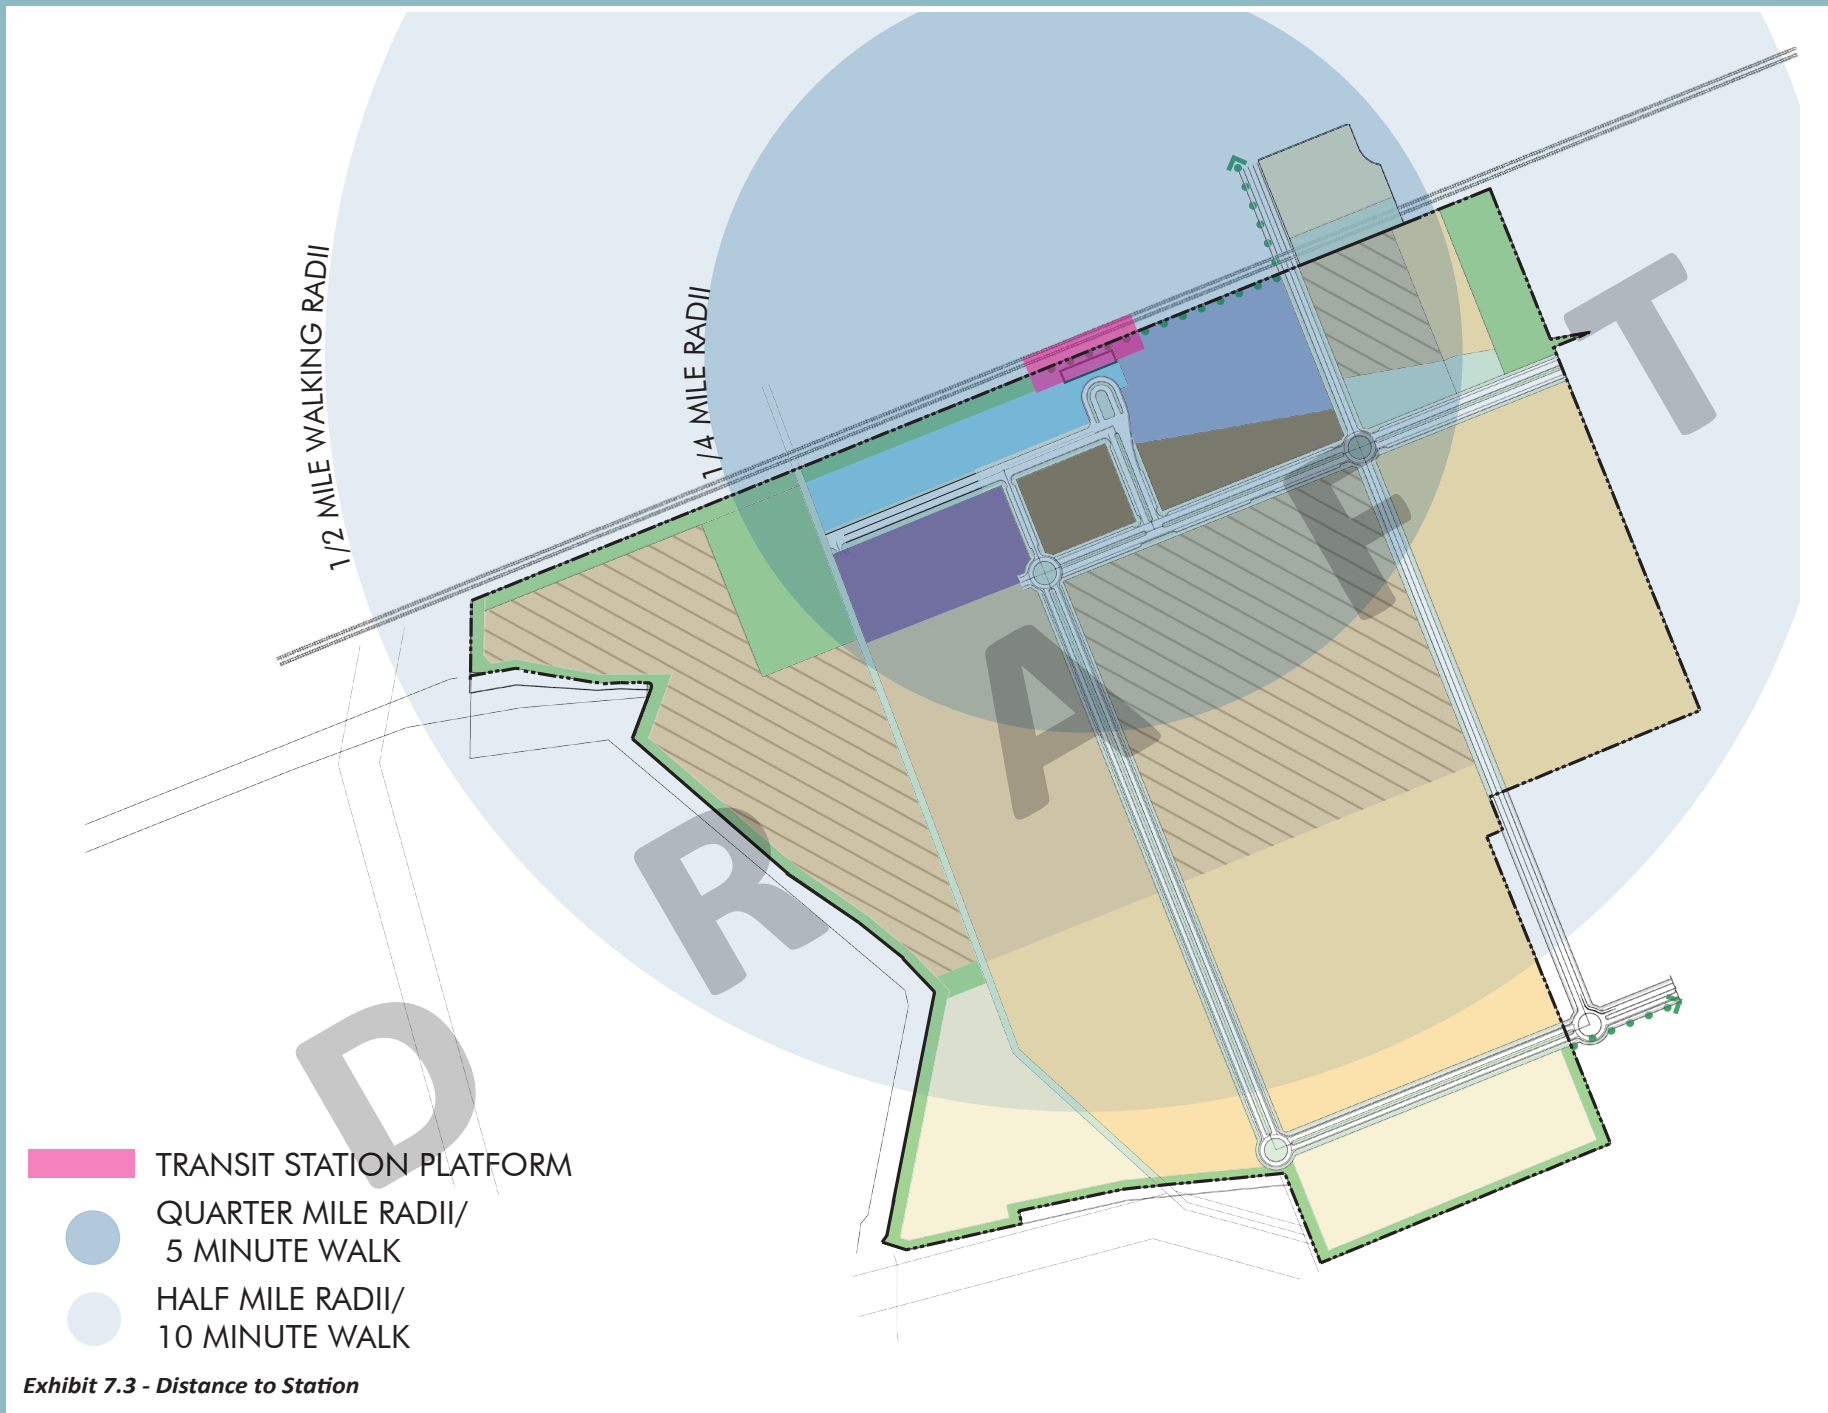 1/2 MILE WALKING RADII
1/4 MILE RADII
DRAFT
TRANSIT STATION PLATFORM
QUARTER MILE RADII/
5 MINUTE WALK
HALF MILE RADII/
10 MINUTE WALK
Exhibit 7.3 - Distance to Station